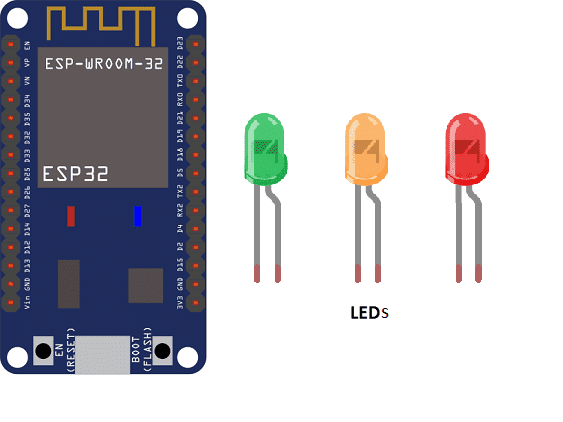 ESP-WROOM-32
ESP32
EN
VP
VN
D34
D35
D32
D33
D25
D26
D27
D14
D12
D13
GND
Vin
D23
D22
TX0
RX0
D21
D19
D18
D5
TX2
RX2
D4
D2
D15
GND
3V3
EN
(RESET)
BOOT
(FLASH)
LEDs